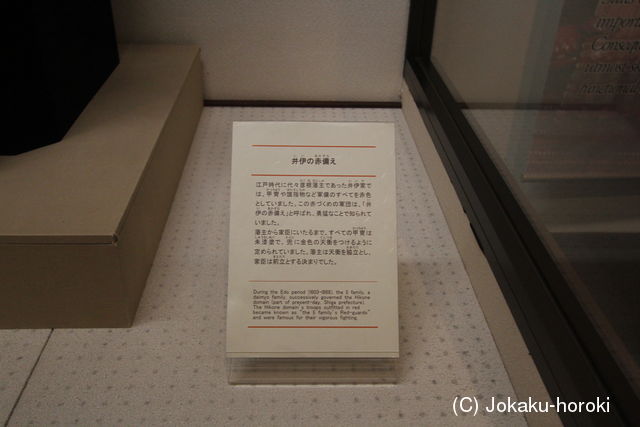 井伊の赤備え
江戸時代に代々彦根藩主であった井伊家で
は、甲冑や旗指物など軍備のすべてを赤色
としていました。この赤づくめの軍団は、「井
伊の赤備え」と呼ばれ、勇猛なことで知られて
いました。
藩主から家臣にいたるまで、すべての甲冑は
朱漆塗で、兜に金色の天衝をつけるように
定められていました。藩主は天衝を脇立とし、
家臣は前立とする決まりでした。
During the Edo period (1603-1868), the Ii family, a
daimyo family, successively governed the Hikone
domain (part of present-day, Shiga prefecture).
The Hikone domain's troops outfitted in red
became known as "the Ii family's Red-guards"
and were famous for their vigorous fighting.
import
Consequ
almost-s
functiona
(C) Jokaku-horoki